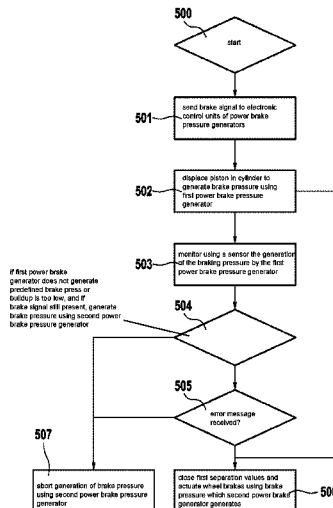 500
start
501
send brake signal to electronic
control units of power brake
pressure generators
502
displace piston in cylinder to
generate brake pressure using
first power brake pressure
generator
503
monitor using a sensor the generation
of the braking pressure by the first
power brake pressure generator
if first power brake
generator does not generate
predefined brake press or
buildup is too low, and if
brake signal still present, generate
brake pressure using second power
brake pressure generator
504
505
error message
received?
507
abort generation of brake pressure
using second power brake pressure
generator
close first separation values and
actuate wheel brakes using brake
pressure which second power brake
generator generates